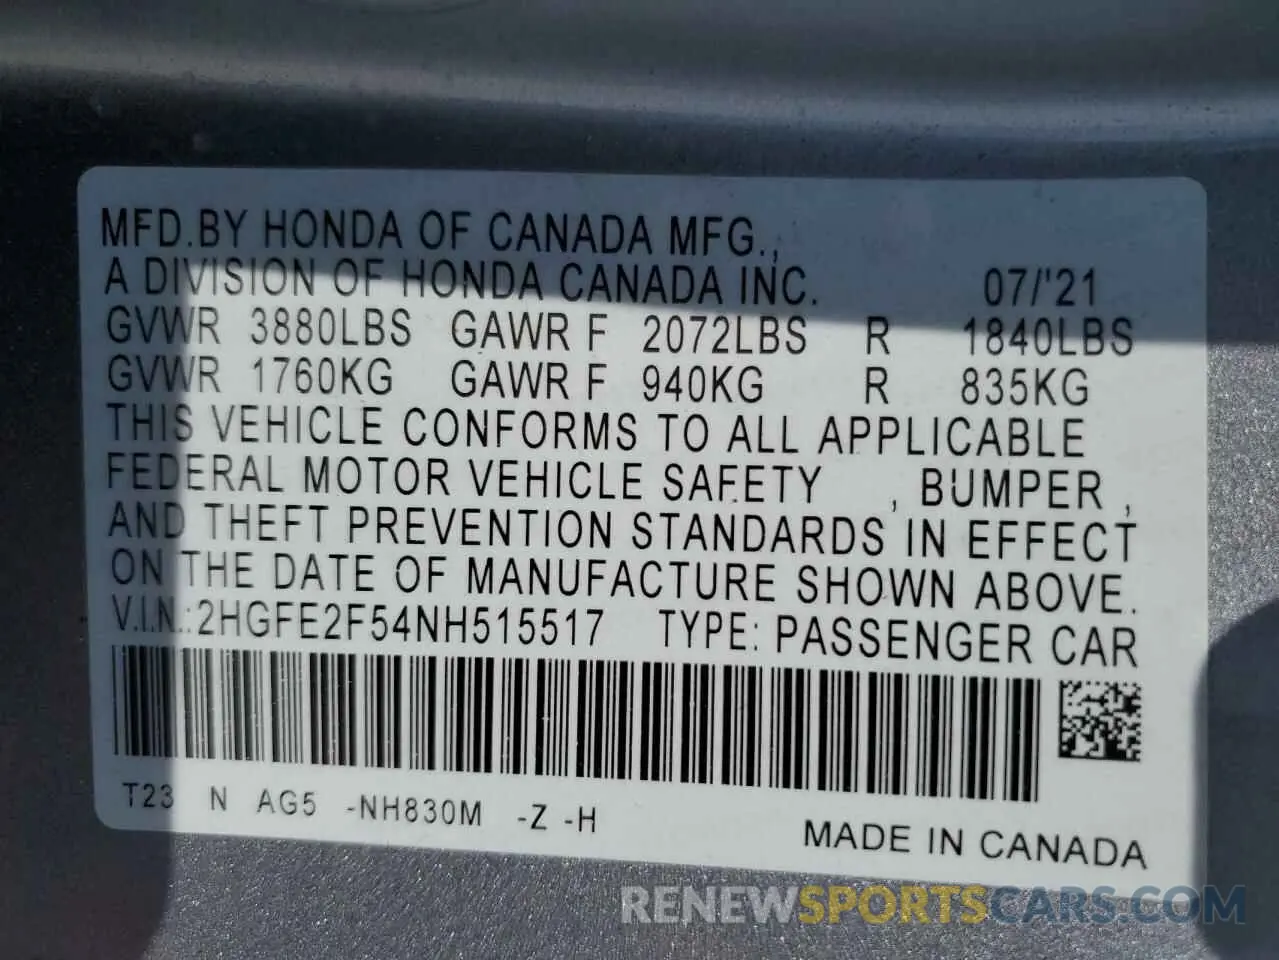 MFD.BY HONDA OF CANADA MFG.,
A DIVISION OF HONDA CANADA INC. 07/'21
GVWR 3880LBS GAWR F 2072LBS R 1840LBS
GVWR 1760KG GAWR F 940KG R 835KG
THIS VEHICLE CONFORMS TO ALL APPLICABLE
FEDERAL MOTOR VEHICLE SAFETY , BUMPER ,
AND THEFT PREVENTION STANDARDS IN EFFECT
ON THE DATE OF MANUFACTURE SHOWN ABOVE.
V.I.N.:2HGFE2F54NH515517 TYPE: PASSENGER CAR
T23 N AG5 -NH830M -Z -H
MADE IN CANADA
RENEWSPORTSCARS.COM